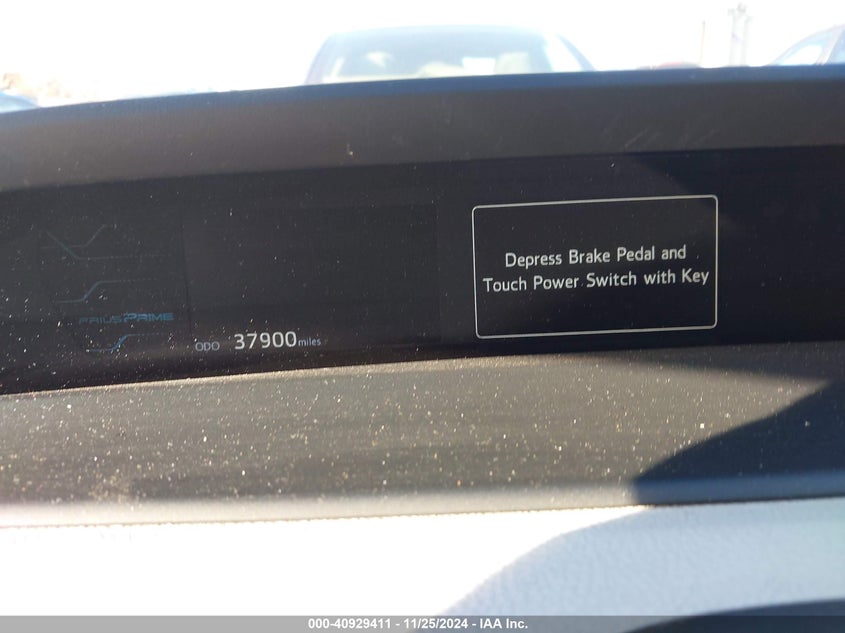 Depress Brake Pedal and
Touch Power Switch with Key
PRIUS PRIME
ODO 37900 miles
000-40929411 - 11/25/2024 - IAA Inc.